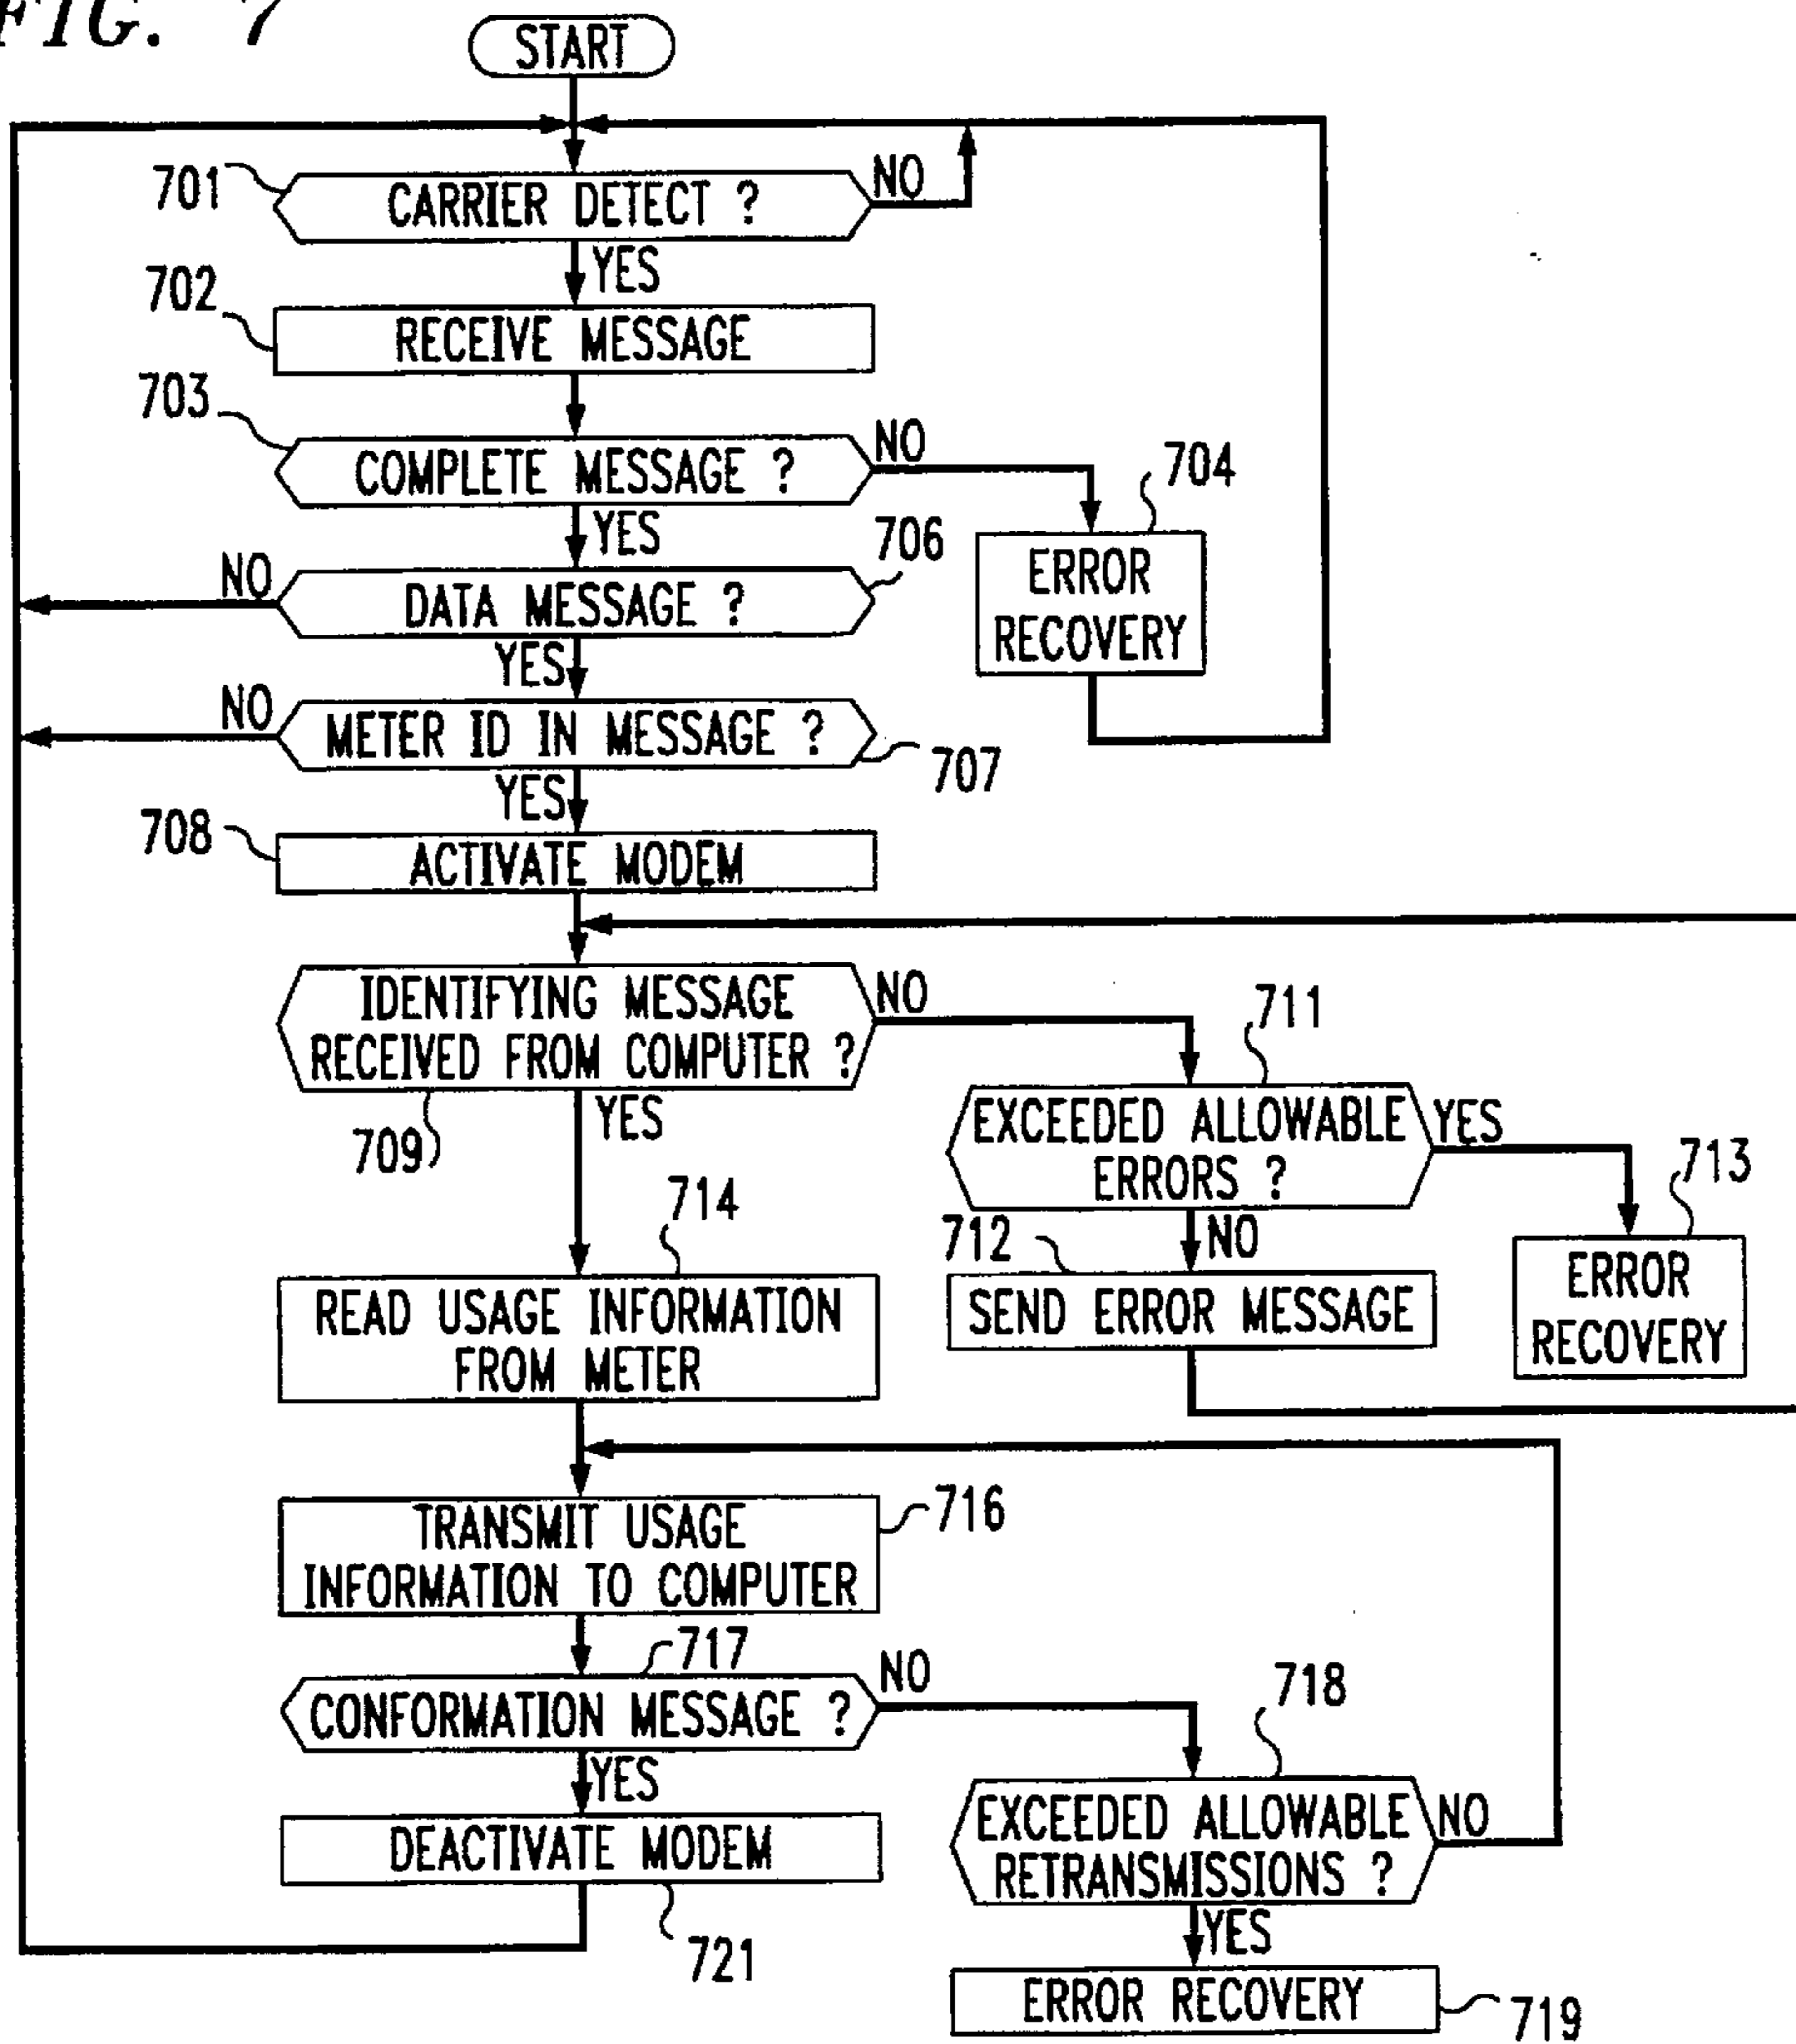 FIG. 7
START
701
CARRIER DETECT ?
NO
YES
702
RECEIVE MESSAGE
703
COMPLETE MESSAGE ?
NO
704
YES
ERROR
RECOVERY
706
NO
DATA MESSAGE ?
YES
NO
METER ID IN MESSAGE ?
707
YES
708
ACTIVATE MODEM
IDENTIFYING MESSAGE
RECEIVED FROM COMPUTER ?
NO
709
YES
711
EXCEEDED ALLOWABLE
ERRORS ?
YES
713
712
NO
SEND ERROR MESSAGE
ERROR
RECOVERY
714
READ USAGE INFORMATION
FROM METER
TRANSMIT USAGE
INFORMATION TO COMPUTER
716
717
CONFORMATION MESSAGE ?
NO
718
YES
EXCEEDED ALLOWABLE
RETRANSMISSIONS ?
NO
DEACTIVATE MODEM
721
YES
ERROR RECOVERY
719